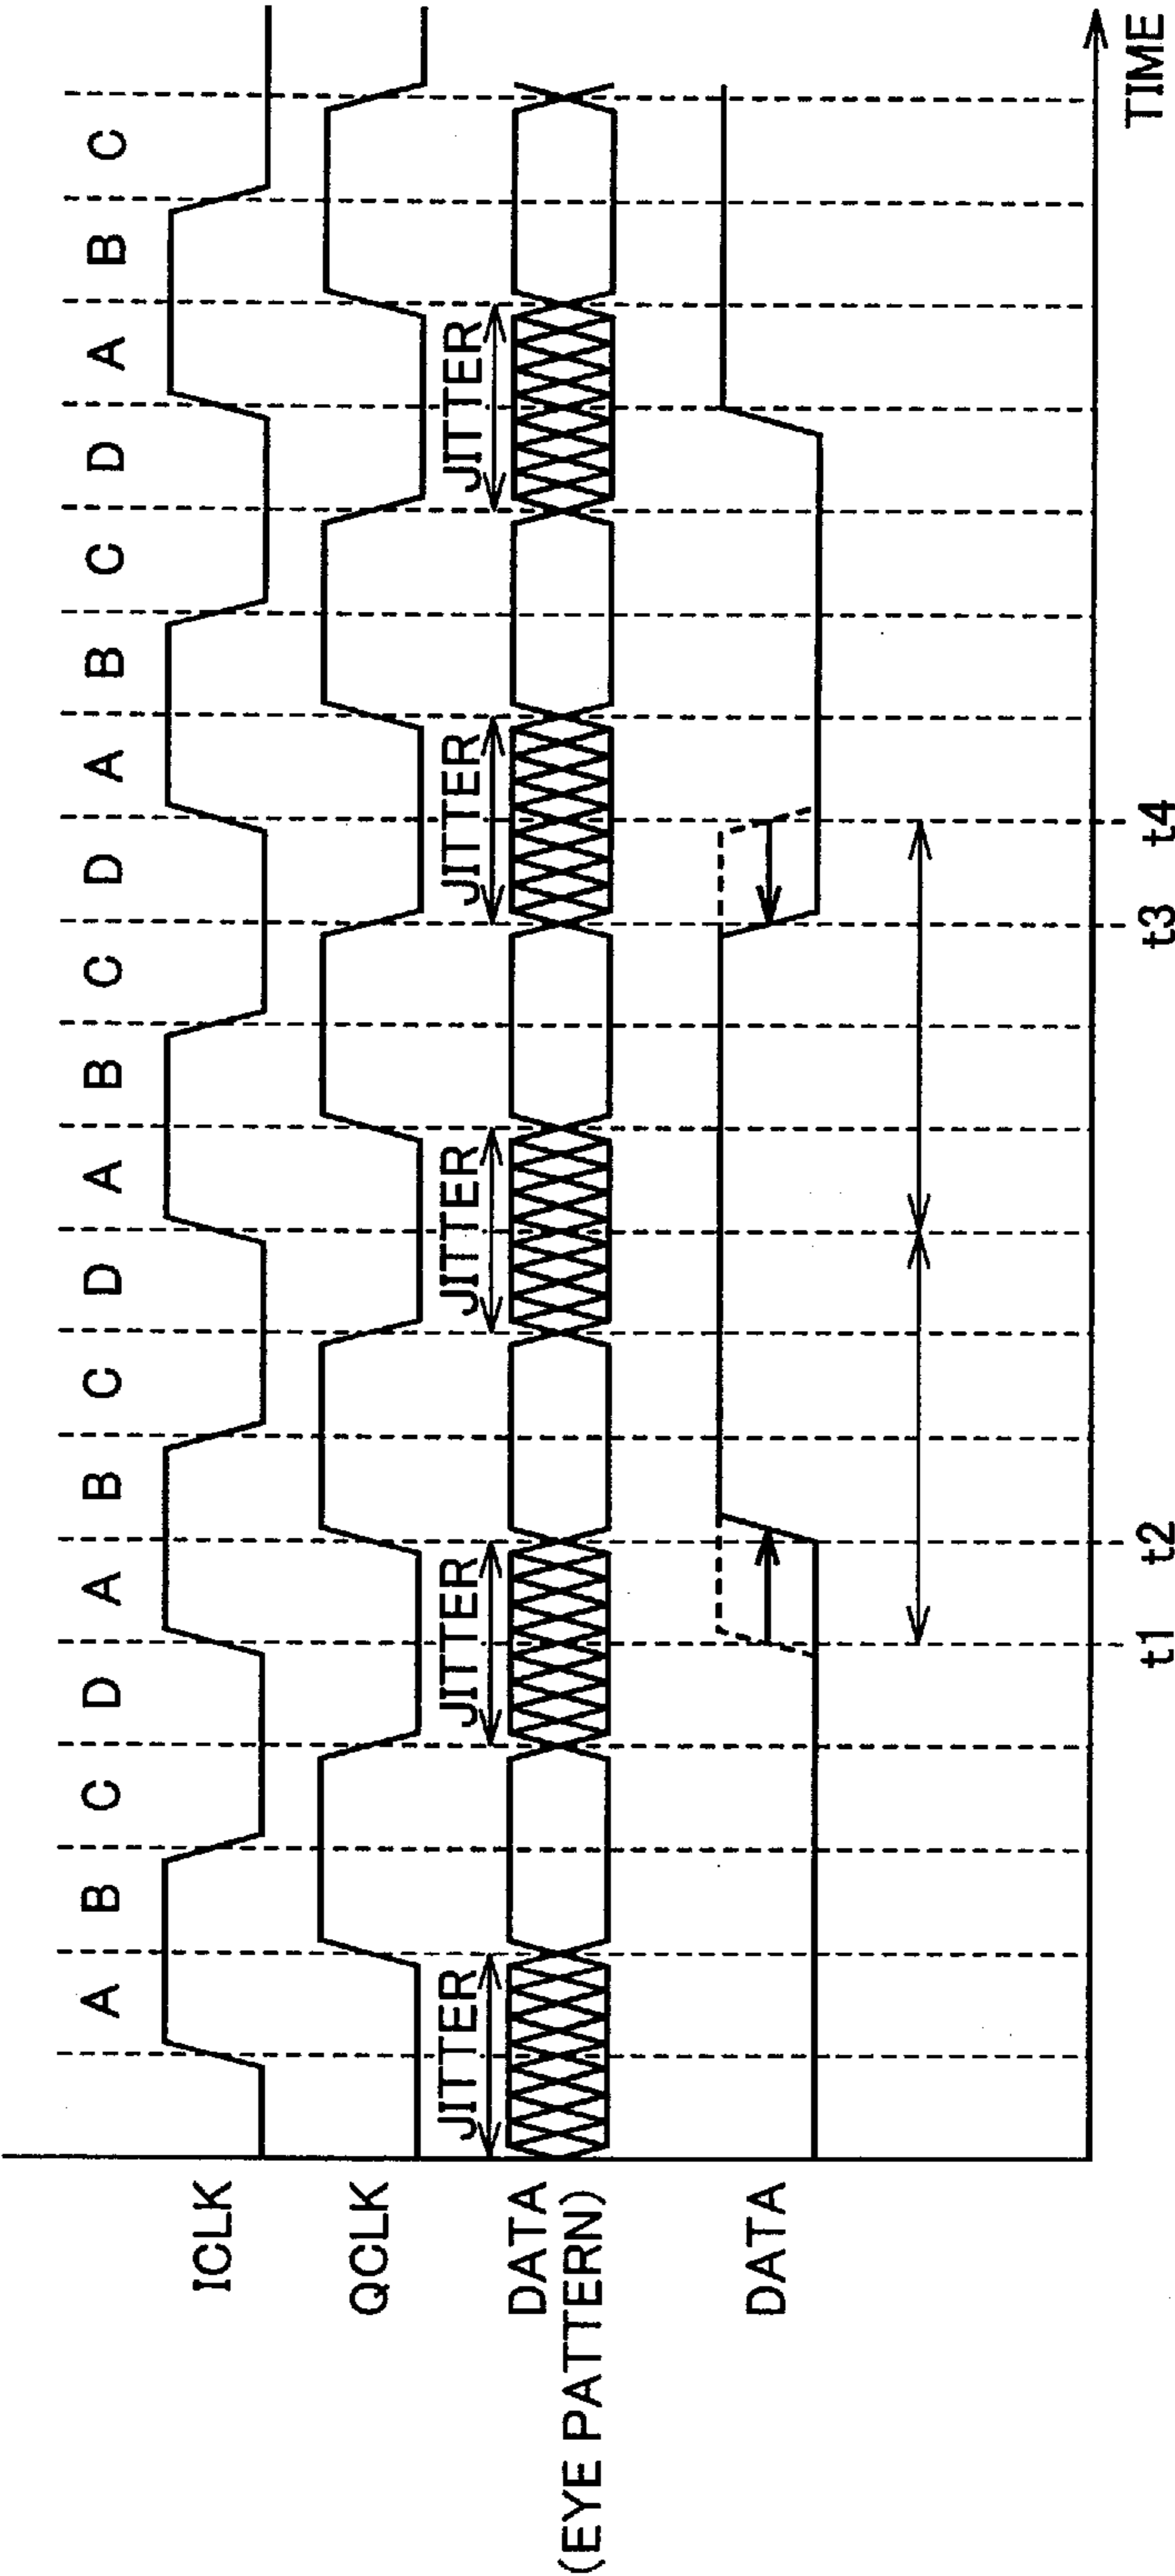 A B C D A B C D A B C D A B C D A B C
ICLK
QCLK
JITTER JITTER JITTER JITTER JITTER
DATA
(EYE PATTERN)
DATA
t1 t2 t3 t4
TIME